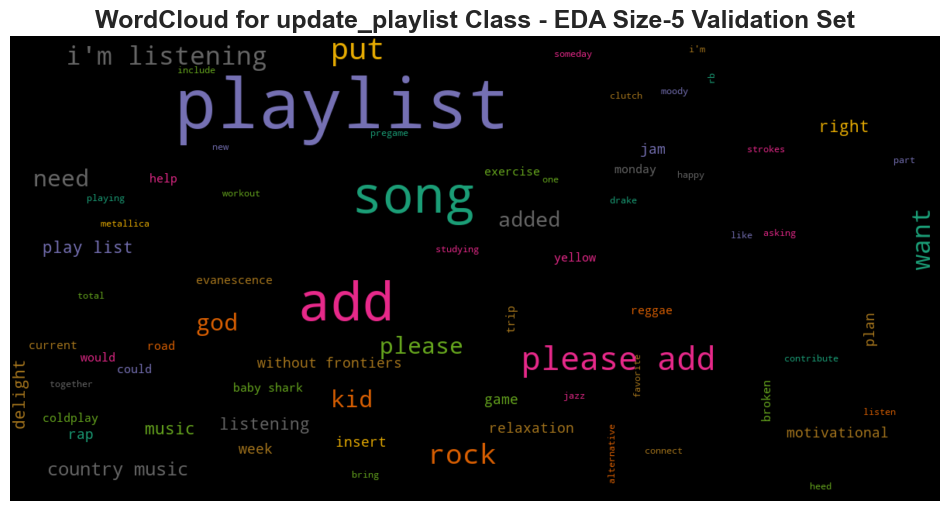 WordCloud for update_playlist Class - EDA Size-5 Validation Set
i'm listening
put
someday
i'm
include
playlist
rb
clutch
moody
pregame
right
new
jam
strokes
part
need
help
exercise
one
monday
happy
playing
workout
song
drake
metallica
added
want
play list
studying
like
asking
yellow
evanescence
total
add
trip
reggae
god
plan
current
road
please
would
could
without frontiers
please add
contribute
delight
together
baby shark
kid
favorite
jazz
game
broken
coldplay
rap
music
listening
relaxation
listen
motivational
week
insert
alternative
connect
country music
rock
bring
heed